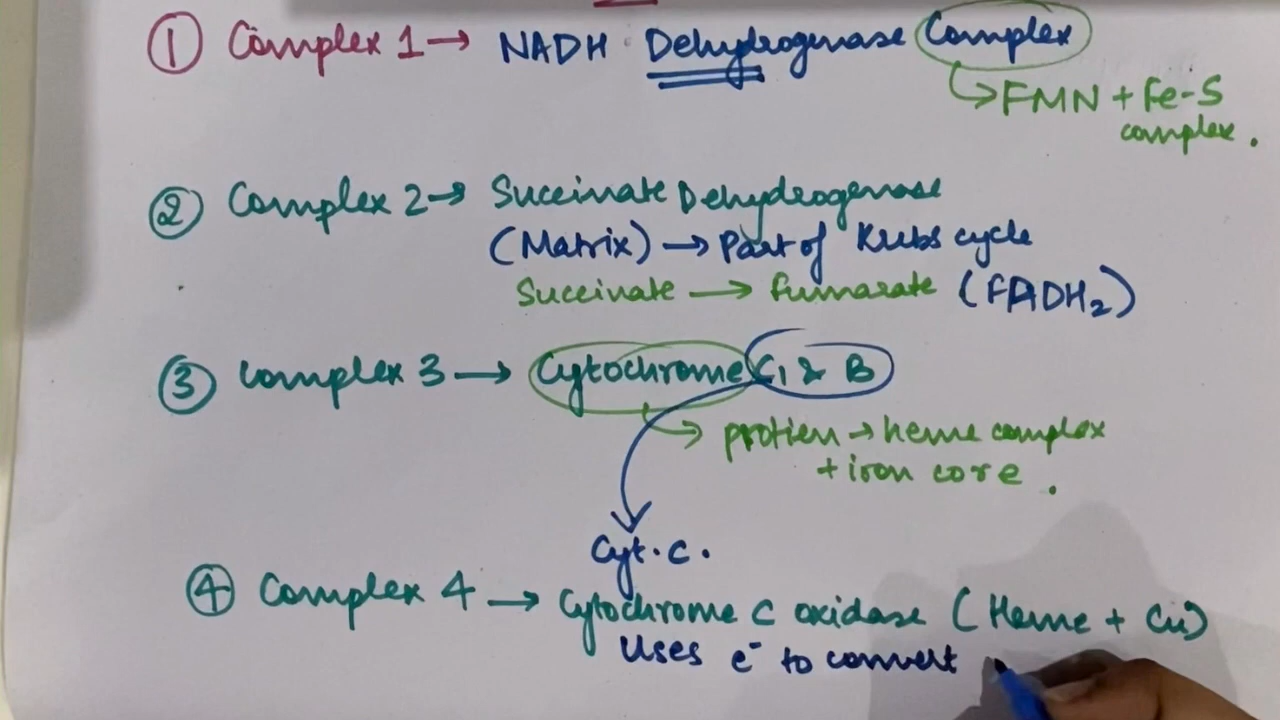 ① Complex 1 → NADH Dehydrogenase Complex
→ FMN + Fe-S
complex.
② Complex 2 → Succinate Dehydrogenase
(Matrix) → Part of Krebs cycle
Succinate → fumarate (FADH₂)
③ Complex 3 → Cytochrome C₁ & B
→ protien → heme complex
+ iron core.
Cyt. c.
④ Complex 4 → Cytochrome C oxidase (Heme + Cu)
Uses e⁻ to convert